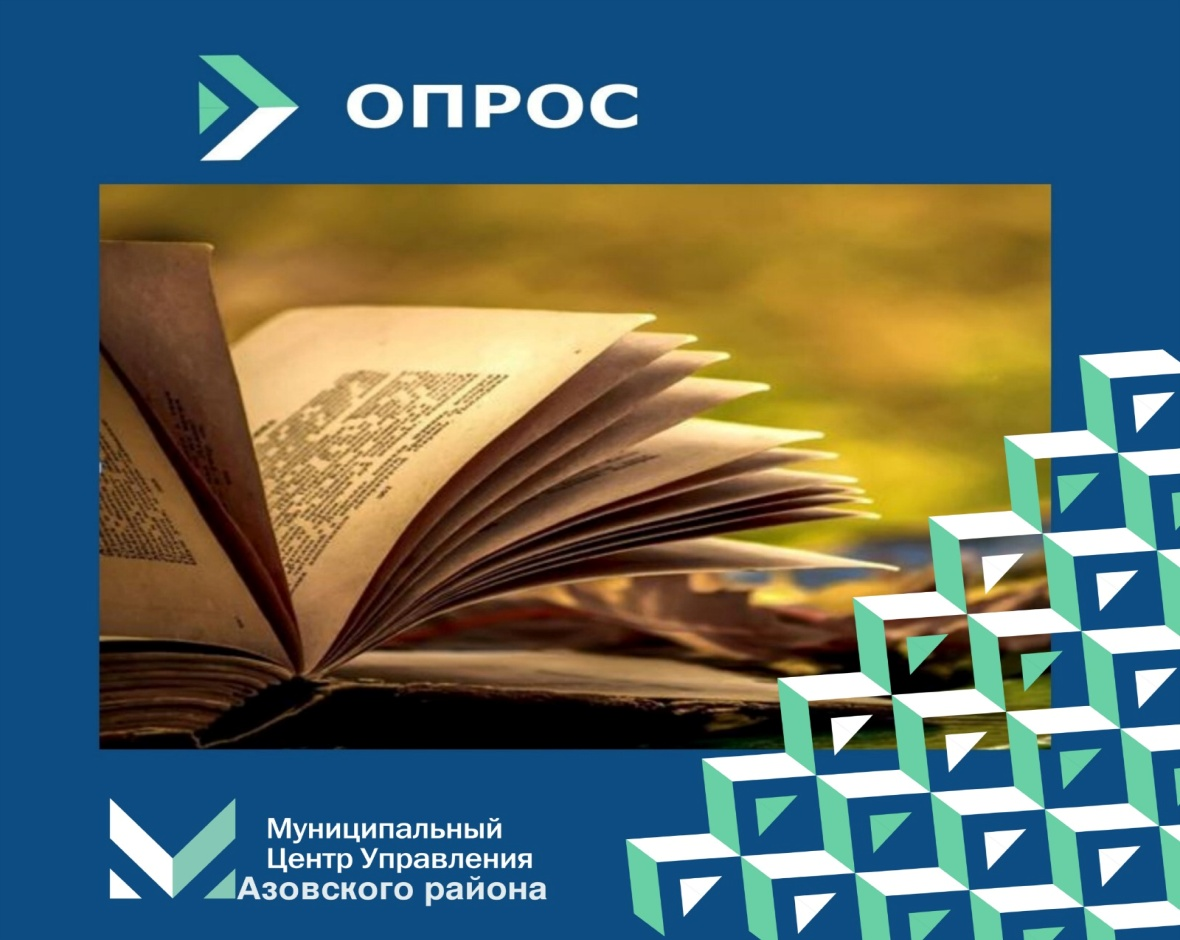 ОПРОС
Муниципальный
Центр Управления
Азовского района